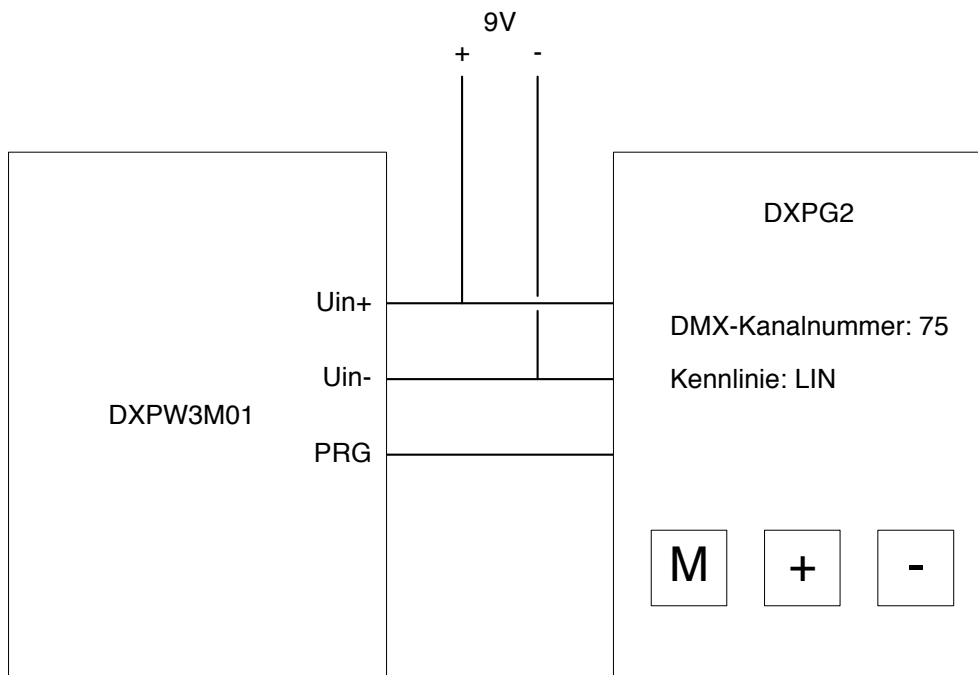 9V
+ -
DXPG2
Uin+
DMX-Kanalnummer: 75
Uin-
Kennlinie: LIN
DXPW3M01
PRG
M + -